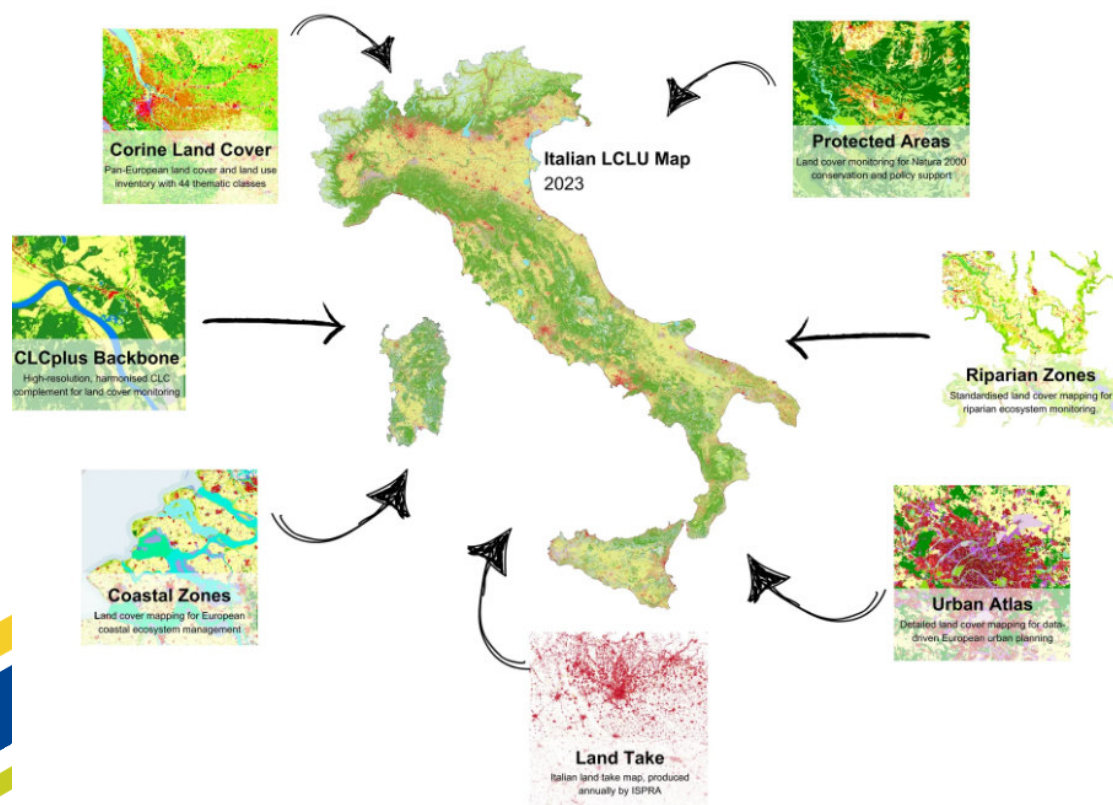 Corine Land Cover
Pan-European land cover and land use
inventory with 44 thematic classes
Italian LCLU Map
2023
Protected Areas
Land cover monitoring for Natura 2000
conservation and policy support
CLCplus Backbone
High-resolution, harmonised CLC
complement for land cover monitoring
Riparian Zones
Standardised land cover mapping for
riparian ecosystem monitoring.
Coastal Zones
Land cover mapping for European
coastal ecosystem management
Urban Atlas
Detailed land cover mapping for data-
driven European urban planning
Land Take
Italian land take map, produced
annually by ISPRA